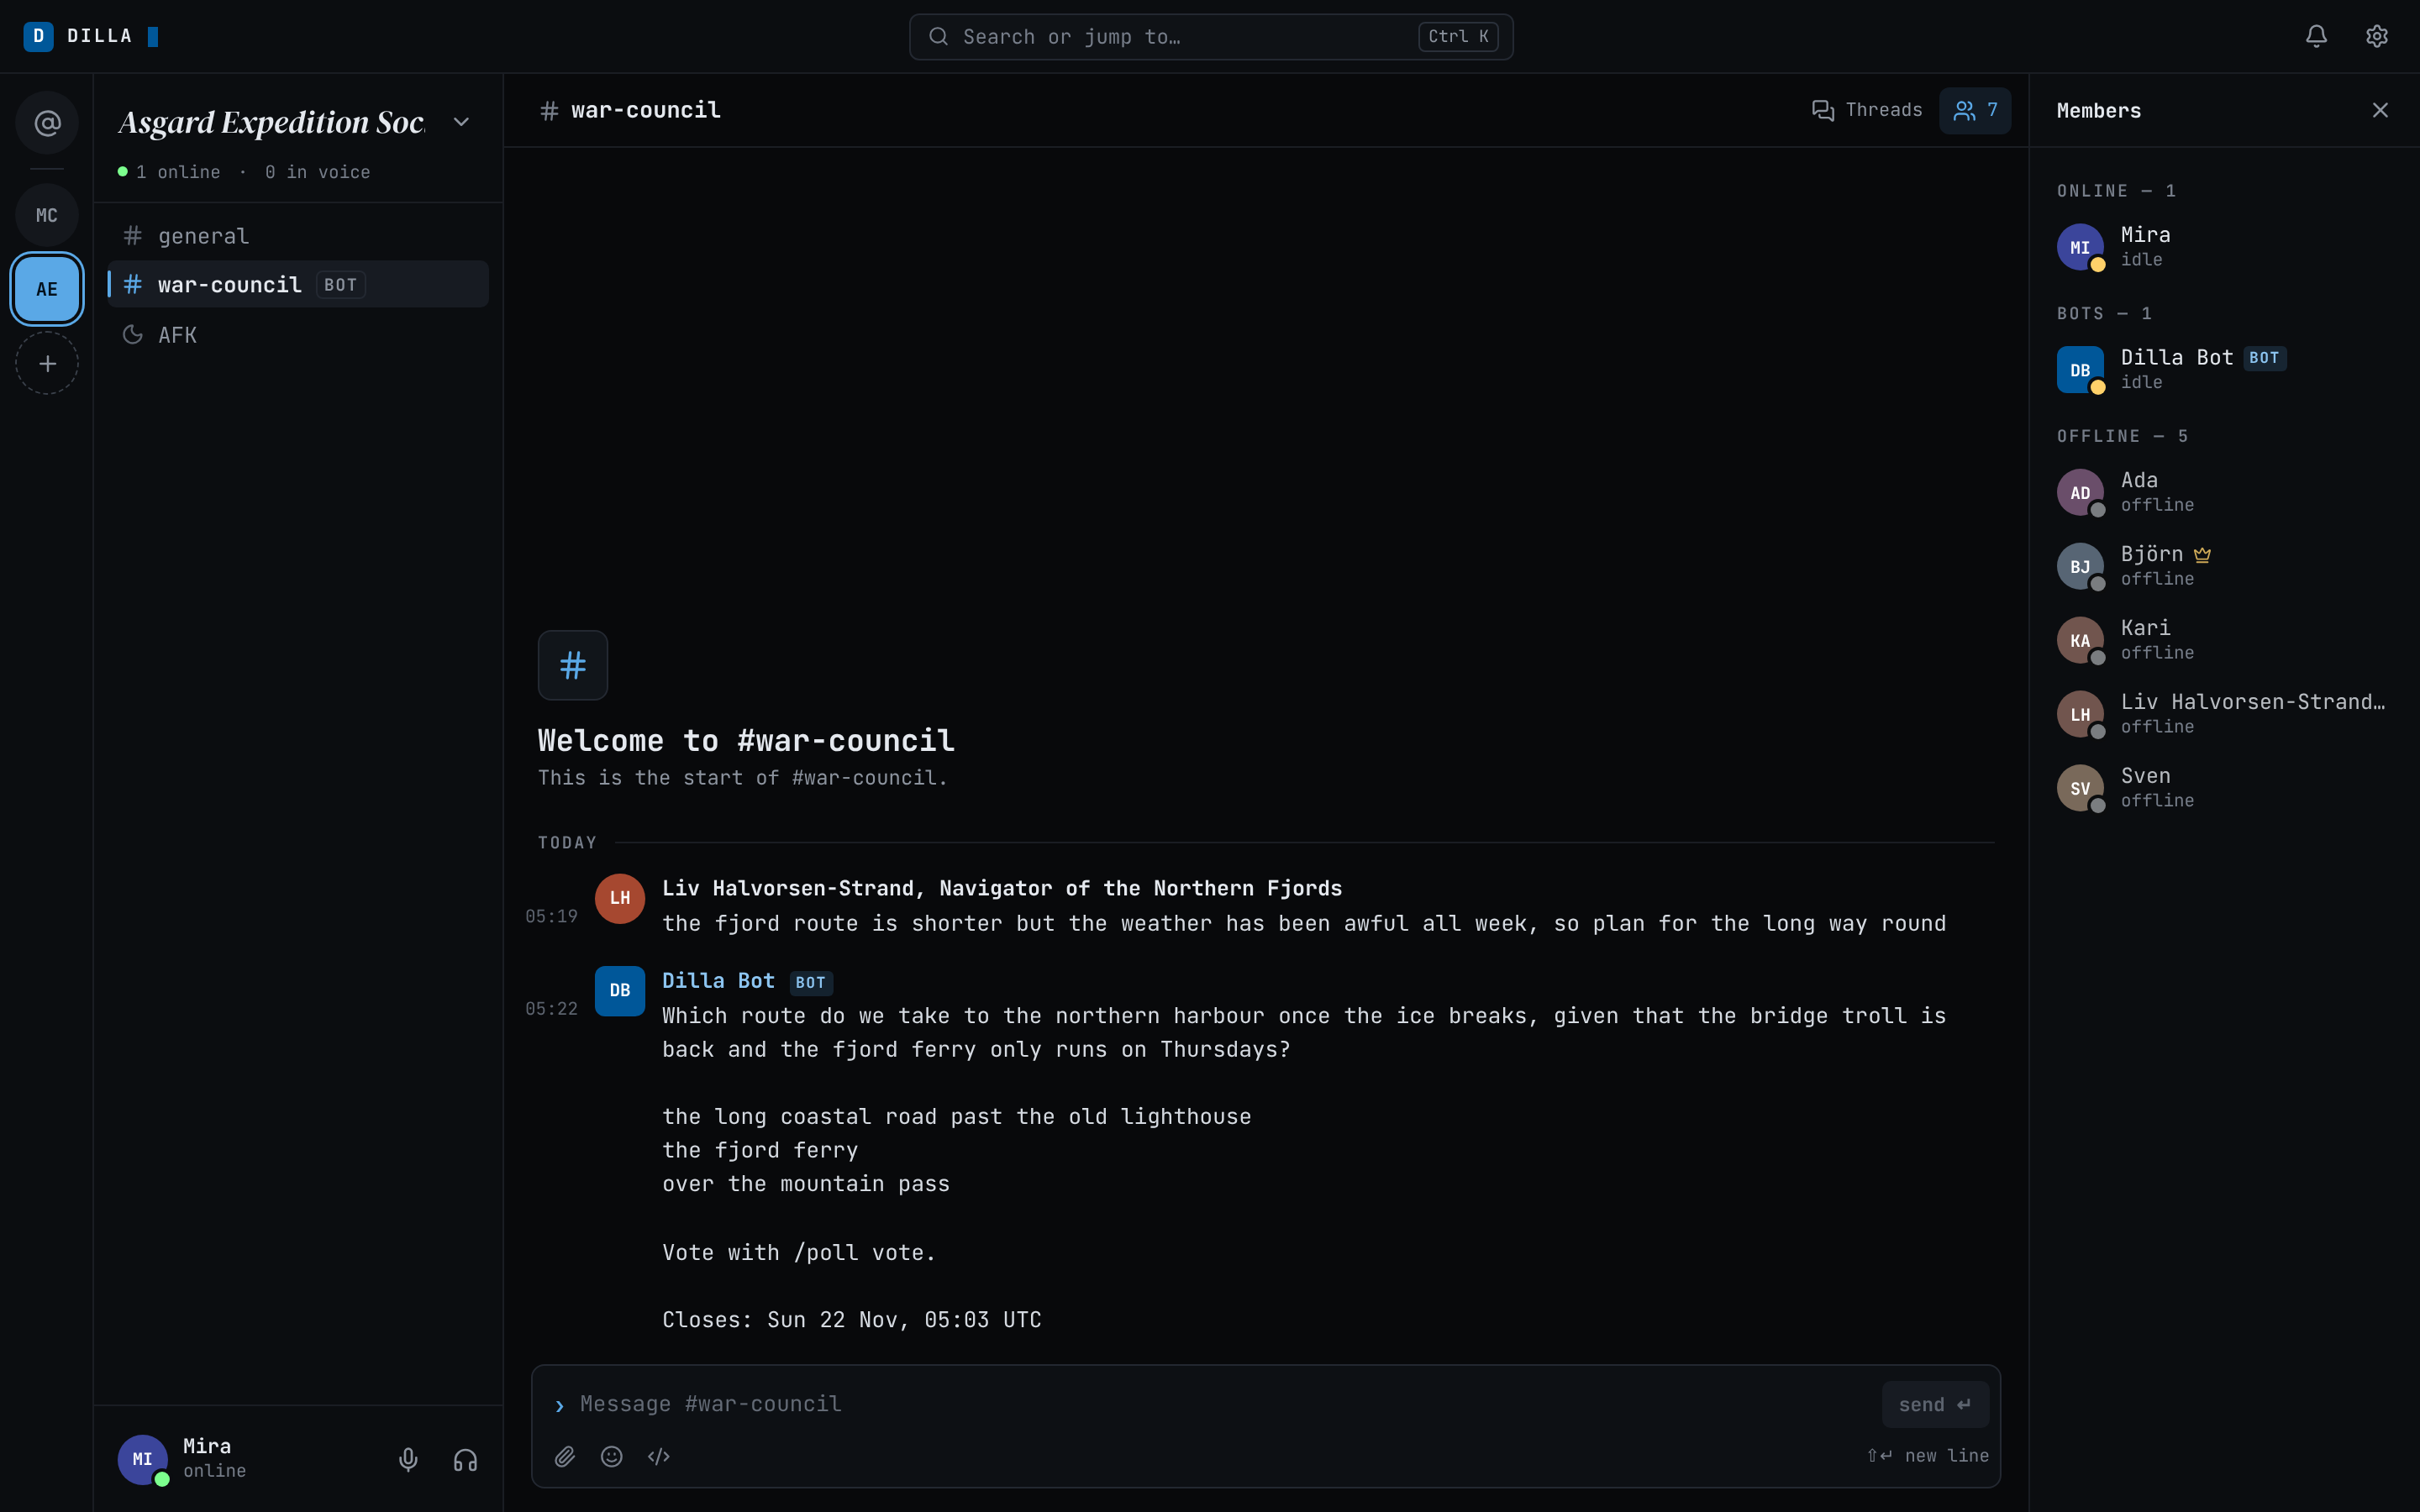 D DILLA
Search or jump to… Ctrl K
@
MC
AE
Asgard Expedition Soc
1 online · 0 in voice
# general
# war-council BOT
AFK
MI Mira
online
# war-council
Threads 7
# 
Welcome to #war-council
This is the start of #war-council.
TODAY
LH Liv Halvorsen-Strand, Navigator of the Northern Fjords
05:19 the fjord route is shorter but the weather has been awful all week, so plan for the long way round
DB Dilla Bot BOT
05:22 Which route do we take to the northern harbour once the ice breaks, given that the bridge troll is
back and the fjord ferry only runs on Thursdays?
the long coastal road past the old lighthouse
the fjord ferry
over the mountain pass
Vote with /poll vote.
Closes: Sun 22 Nov, 05:03 UTC
› Message #war-council
send ↵
⇧↵ new line
Members
ONLINE — 1
MI Mira
idle
BOTS — 1
DB Dilla Bot BOT
idle
OFFLINE — 5
AD Ada
offline
BJ Björn
offline
KA Kari
offline
LH Liv Halvorsen-Strand…
offline
SV Sven
offline